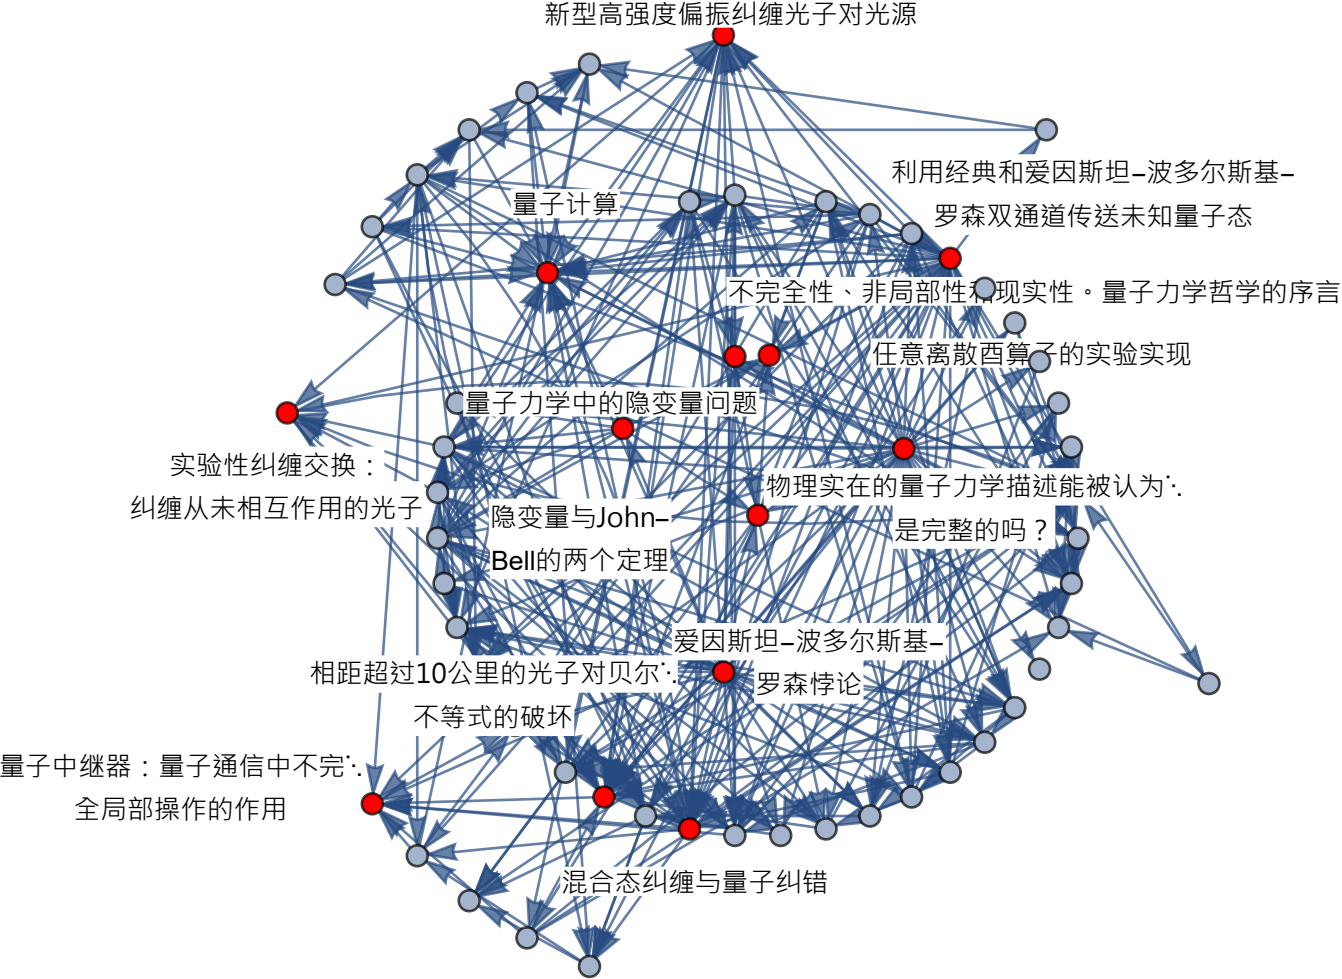 新型高强度偏振纠缠光子对光源
利用经典和爱因斯坦–波多尔斯基–
罗森双通道传送未知量子态
量子计算
不完全性、非局部性和现实性。量子力学哲学的序言
任意离散酉算子的实验实现
量子力学中的隐变量问题
实验性纠缠交换：
纠缠从未相互作用的光子
物理实在的量子力学描述能被认为⋱
是完整的吗？
隐变量与John–
Bell的两个定理
爱因斯坦–波多尔斯基–
罗森悖论
相距超过10公里的光子对贝尔⋱
不等式的破坏
量子中继器：量子通信中不完⋱
全局部操作的作用
混合态纠缠与量子纠错